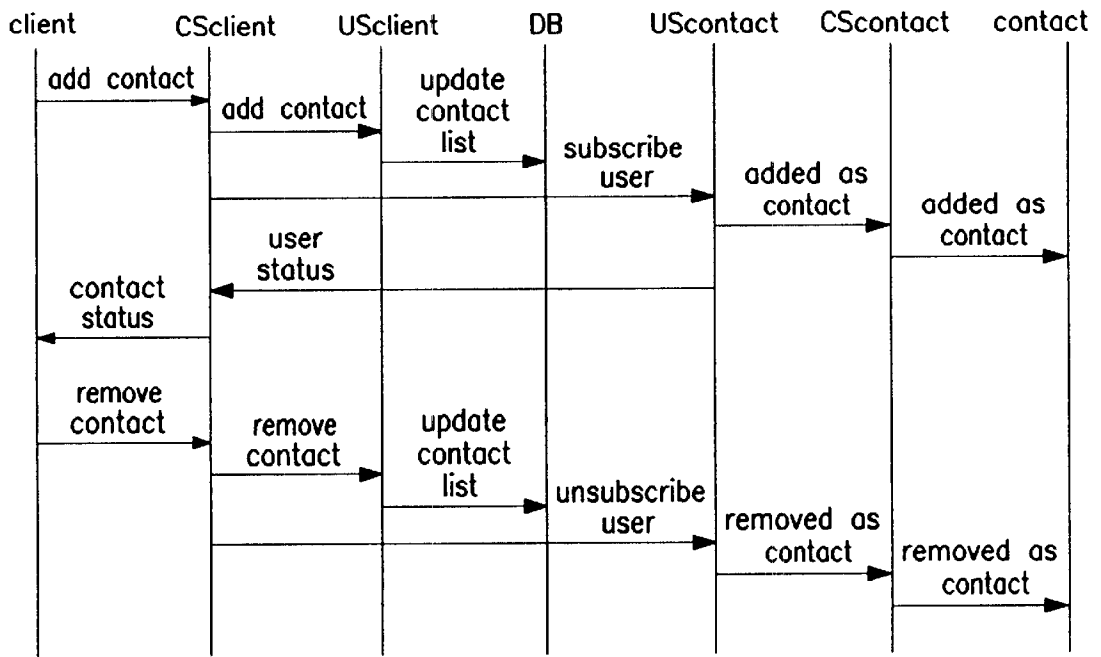 client CSclient USclient DB UScontact CScontact contact
add contact
add contact
update
contact
list
subscribe
user
added as
contact
added as
contact
user
status
contact
status
remove
contact
remove
contact
update
contact
list
unsubscribe
user
removed as
contact
removed as
contact